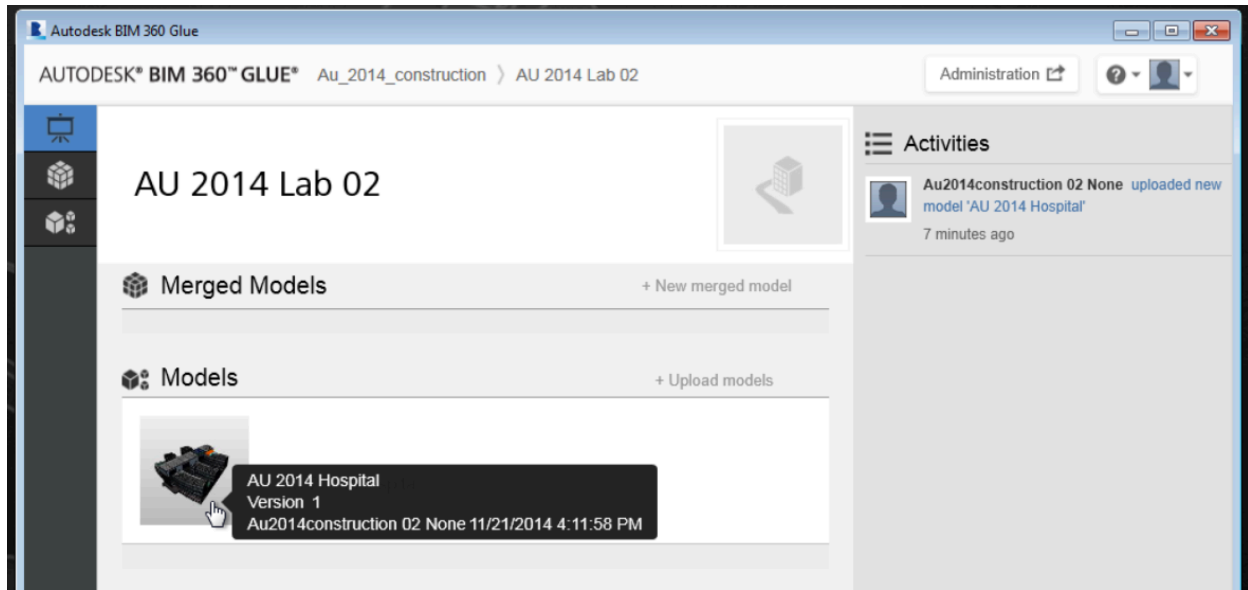 Autodesk BIM 360 Glue
AUTODESK® BIM 360™ GLUE® Au_2014_construction 〉 AU 2014 Lab 02
Administration
AU 2014 Lab 02
Merged Models
+ New merged model
Models
+ Upload models
AU 2014 Hospital
Version 1
Au2014construction 02 None 11/21/2014 4:11:58 PM
Activities
Au2014construction 02 None uploaded new
model 'AU 2014 Hospital'
7 minutes ago